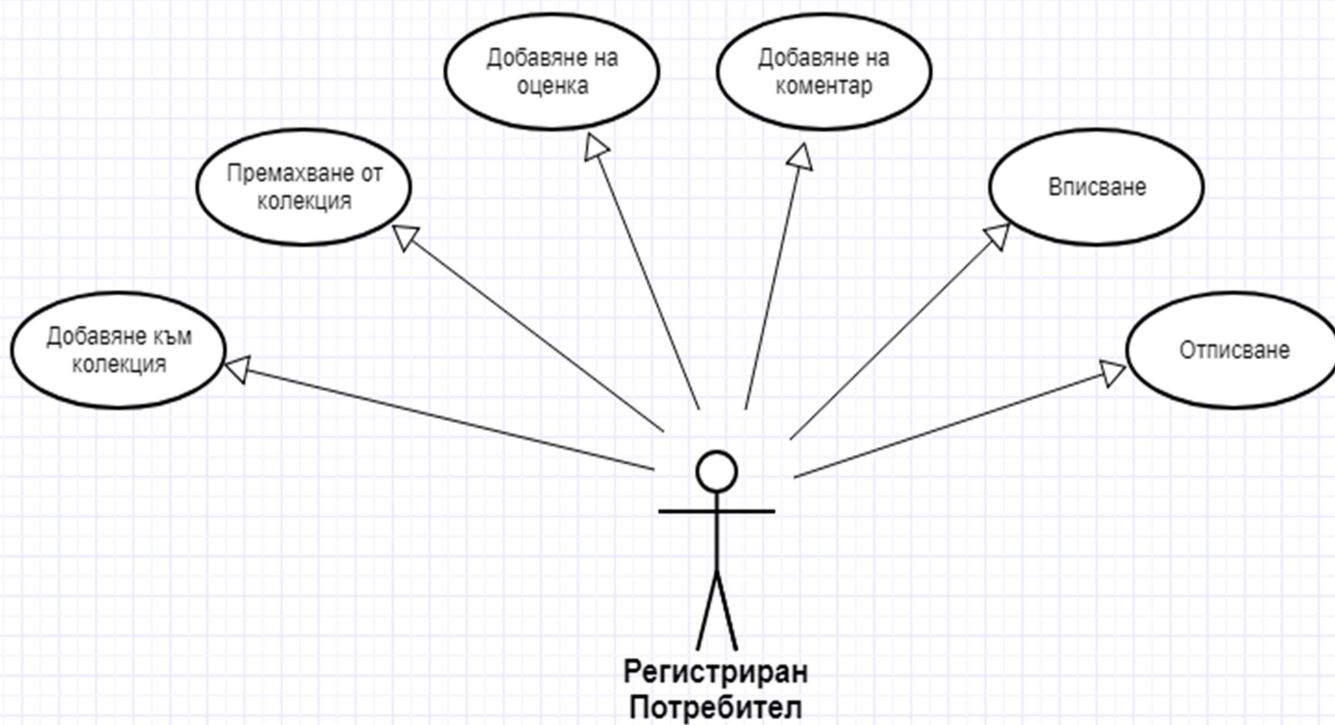 Добавяне на
оценка
Добавяне на
коментар
Премахване от
колекция
Вписване
Добавяне към
колекция
Отписване
Регистриран
Потребител